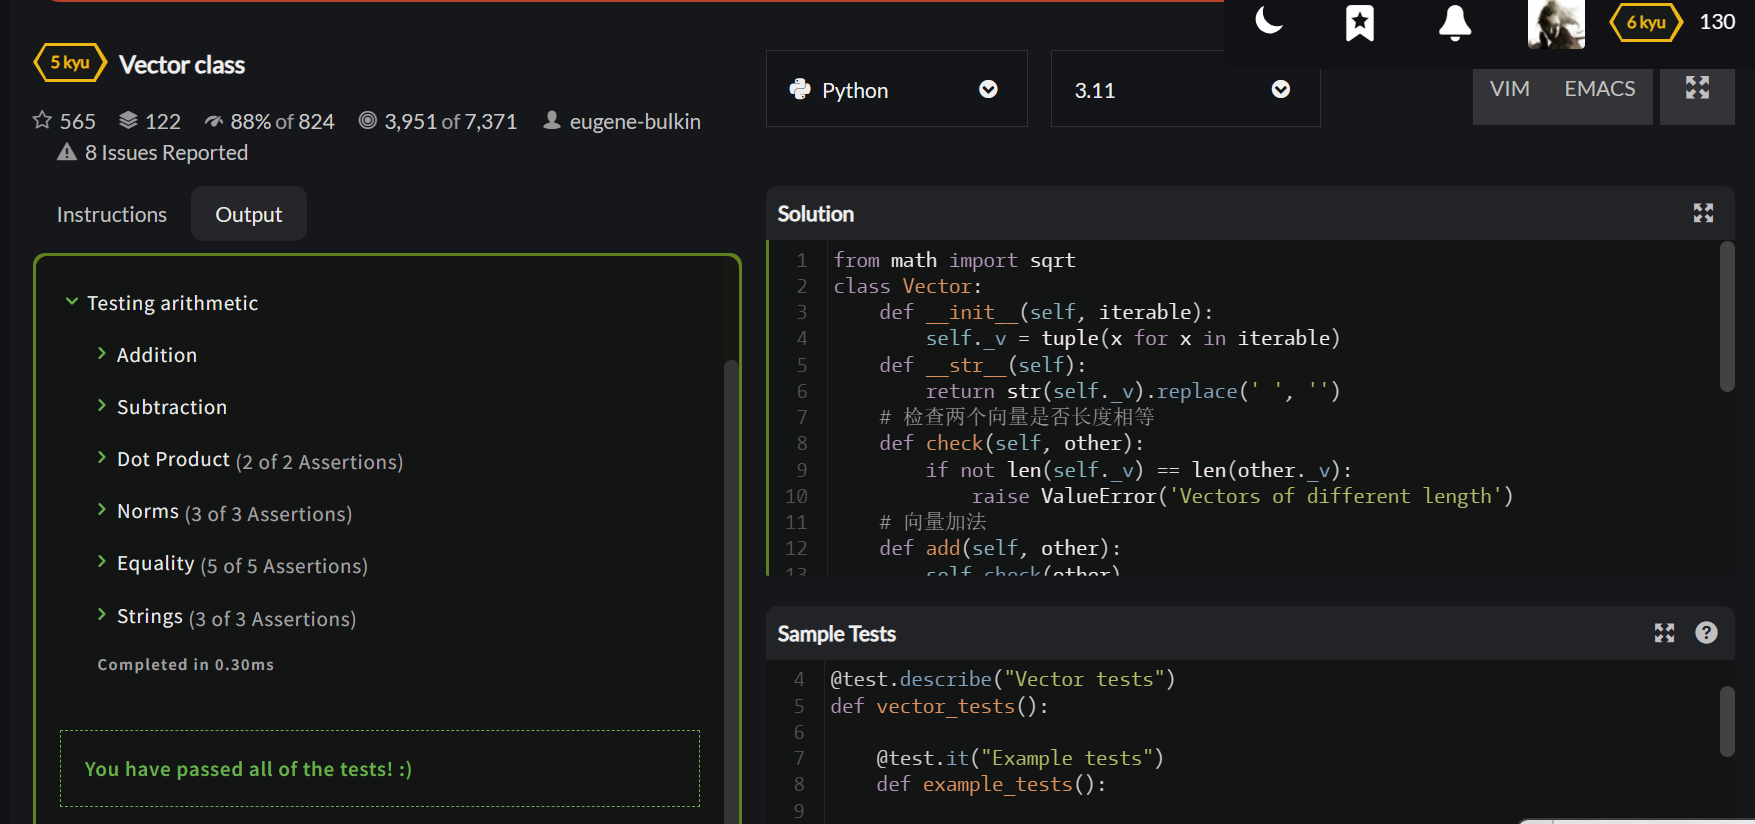 6 kyu 130
5 kyu Vector class
565 122 88% of 824 3,951 of 7,371 eugene-bulkin
8 Issues Reported
Python 3.11 VIM EMACS
Instructions Output
Testing arithmetic
Addition
Subtraction
Dot Product (2 of 2 Assertions)
Norms (3 of 3 Assertions)
Equality (5 of 5 Assertions)
Strings (3 of 3 Assertions)
Completed in 0.30ms
You have passed all of the tests! :)
Solution
1 from math import sqrt
2 class Vector:
3     def __init__(self, iterable):
4         self._v = tuple(x for x in iterable)
5     def __str__(self):
6         return str(self._v).replace(' ', '')
7     # 检查两个向量是否长度相等
8     def check(self, other):
9         if not len(self._v) == len(other._v):
10             raise ValueError('Vectors of different length')
11     # 向量加法
12     def add(self, other):
13         self.check(other)
Sample Tests
4 @test.describe("Vector tests")
5 def vector_tests():
6
7     @test.it("Example tests")
8     def example_tests():
9